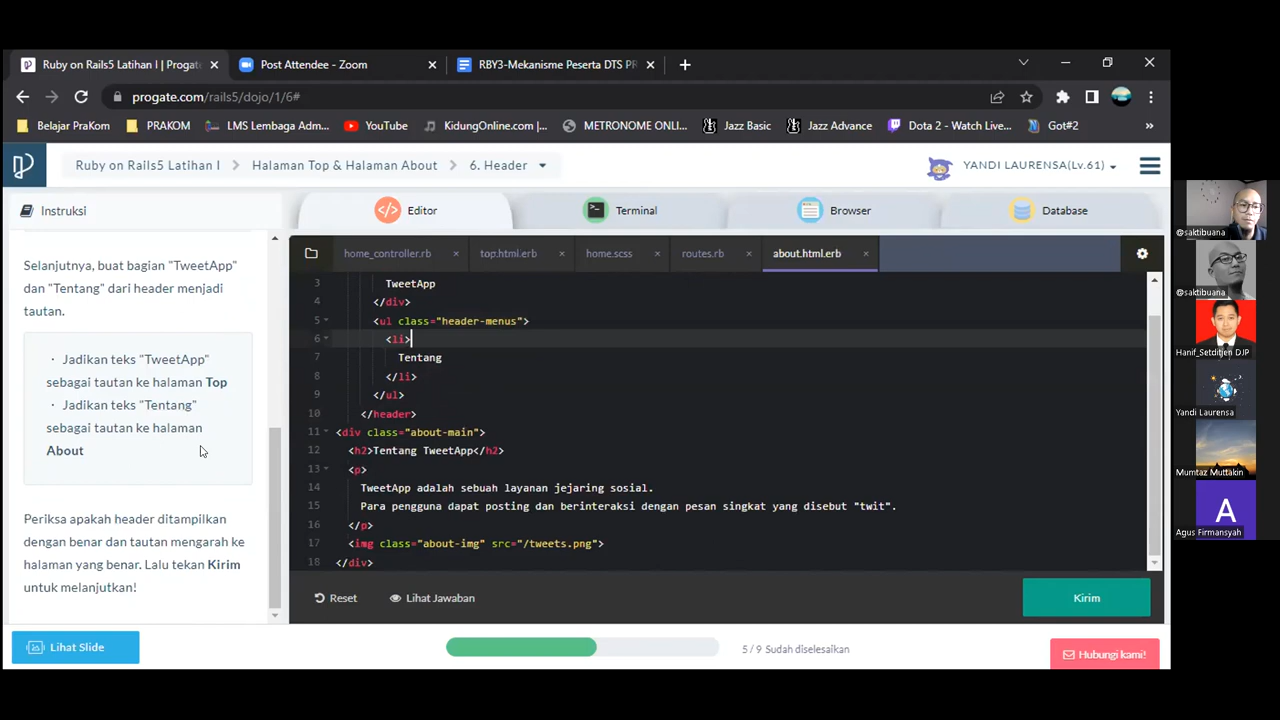 Ruby on Rails5 Latihan I | Progate
Post Attendee - Zoom
RBY3-Mekanisme Peserta DTS PR
progate.com/rails5/dojo/1/6#
Belajar PraKom
PRAKOM
LMS Lembaga Adm...
YouTube
KidungOnline.com |...
METRONOME ONLI...
Jazz Basic
Jazz Advance
Dota 2 - Watch Live...
Got#2
Ruby on Rails5 Latihan I
Halaman Top & Halaman About
6. Header
YANDI LAURENSA(Lv.61)
Instruksi
Editor
Terminal
Browser
Database
Selanjutnya, buat bagian "TweetApp"
dan "Tentang" dari header menjadi
tautan.
· Jadikan teks "TweetApp"
sebagai tautan ke halaman Top
· Jadikan teks "Tentang"
sebagai tautan ke halaman
About
Periksa apakah header ditampilkan
dengan benar dan tautan mengarah ke
halaman yang benar. Lalu tekan Kirim
untuk melanjutkan!
Lihat Slide
home_controller.rb
top.html.erb
home.scss
routes.rb
about.html.erb
3 TweetApp
4 </div>
5 <ul class="header-menus">
6 <li>
7 Tentang
8 </li>
9 </ul>
10 </header>
11 <div class="about-main">
12 <h2>Tentang TweetApp</h2>
13 <p>
14 TweetApp adalah sebuah layanan jejaring sosial.
15 Para pengguna dapat posting dan berinteraksi dengan pesan singkat yang disebut "twit".
16 </p>
17 <img class="about-img" src="/tweets.png">
18 </div>
Reset
Lihat Jawaban
Kirim
5 / 9 Sudah diselesaikan
Hubungi kami!
@saktibuana
@saktibuana
Hanif_Setditjen DJP
Yandi Laurensa
Mumtaz Muttakin
A
Agus Firmansyah